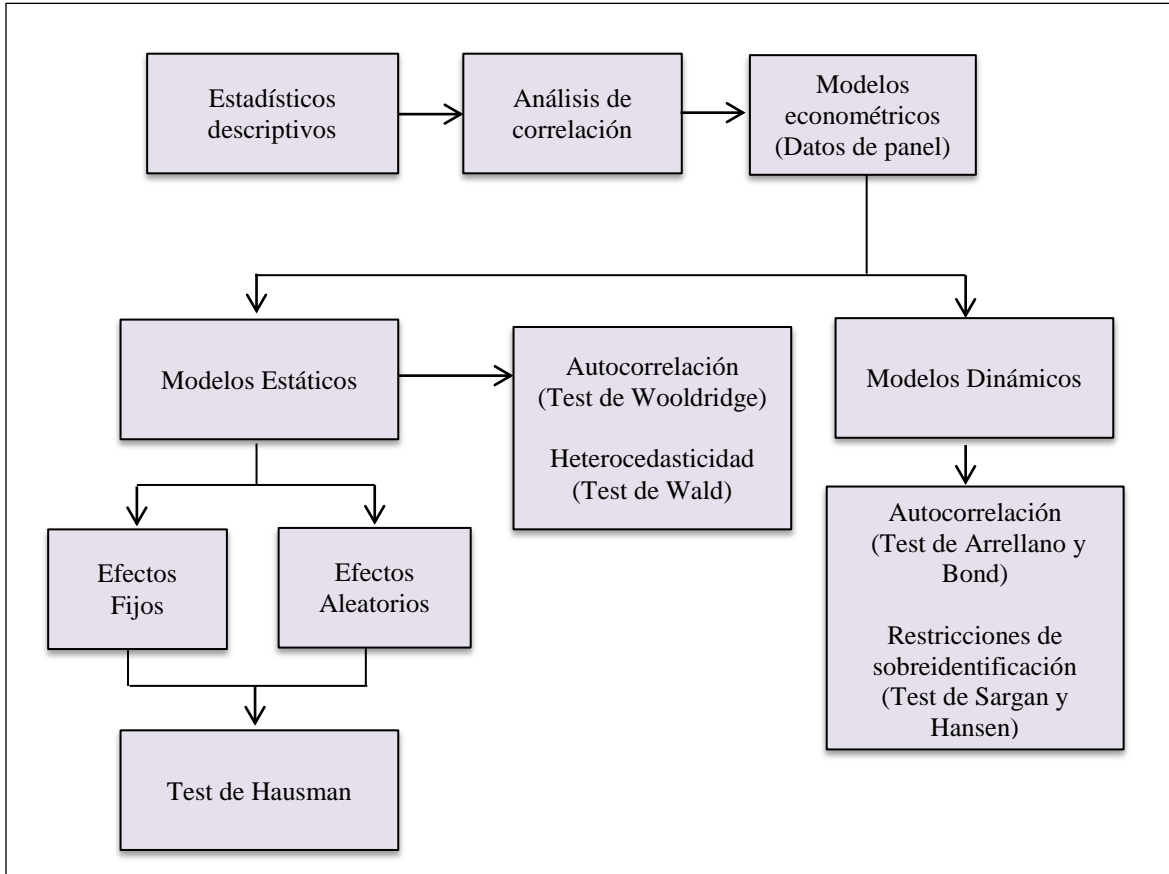 Estadísticos
descriptivos
Análisis de
correlación
Modelos
econométricos
(Datos de panel)
Modelos Estáticos
Autocorrelación
(Test de Wooldridge)
Heterocedasticidad
(Test de Wald)
Modelos Dinámicos
Efectos
Fijos
Efectos
Aleatorios
Autocorrelación
(Test de Arrellano y
Bond)
Restricciones de
sobreidentificación
(Test de Sargan y
Hansen)
Test de Hausman